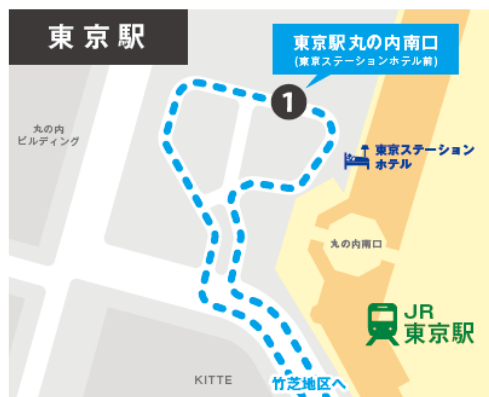 東京駅
東京駅 丸の内南口
(東京ステーションホテル前)
1
丸の内
ビルディング
東京ステーション
ホテル
丸の内南口
JR
東京駅
KITTE
竹芝地区へ